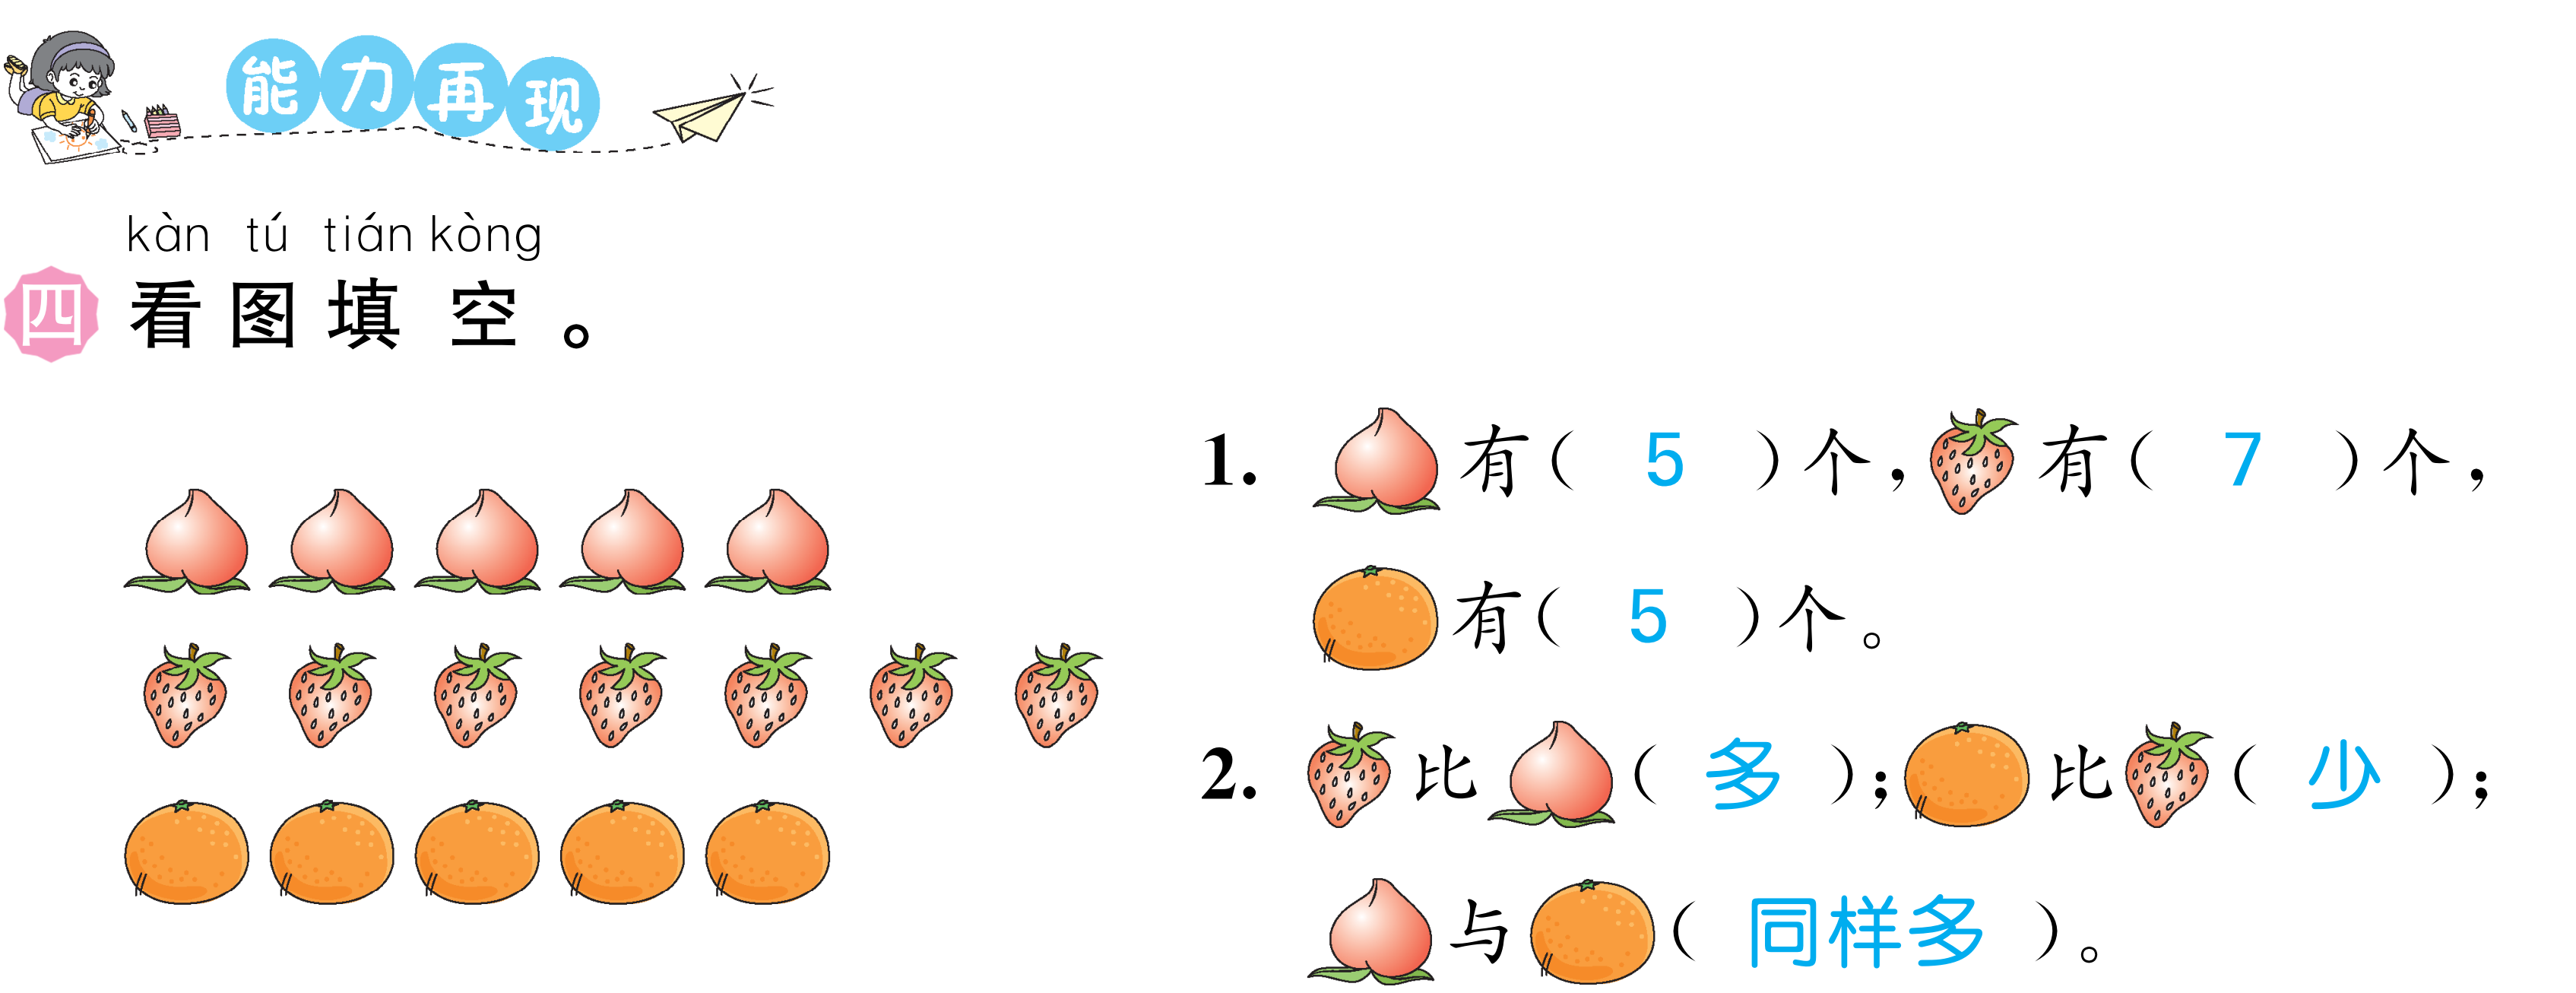 能力再现
kàn tú tián kòng
四 看图填空。
1. 有( 5 )个,有( 7 )个,
有( 5 )个。
2. 比( 多 );比( 少 );
与( 同样多 )。